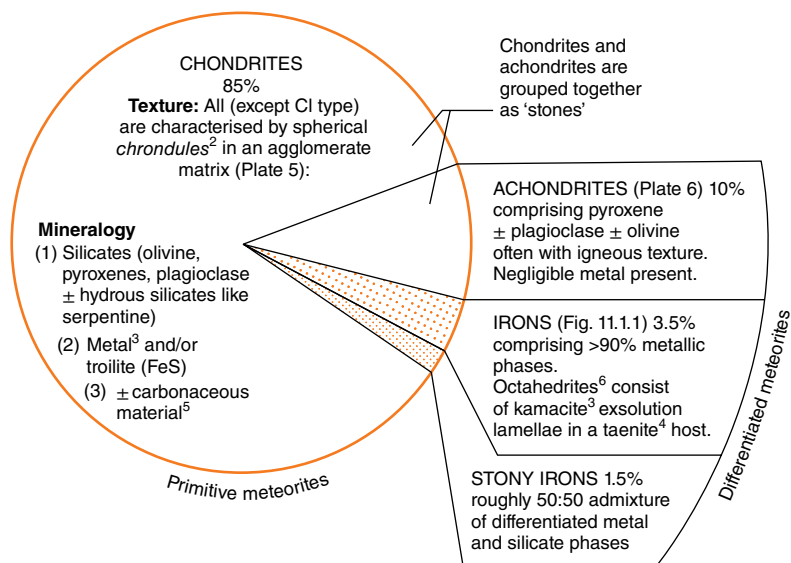 CHONDRITES
85%
Texture: All (except CI type)
are characterised by spherical
chrondules² in an agglomerate
matrix (Plate 5):
Mineralogy
(1) Silicates (olivine,
pyroxenes, plagioclase
± hydrous silicates like
serpentine)
(2) Metal³ and/or
troilite (FeS)
(3) ± carbonaceous
material⁵
Primitive meteorites
Chondrites and
achondrites are
grouped together
as ‘stones’
ACHONDRITES (Plate 6) 10%
comprising pyroxene
± plagioclase ± olivine
often with igneous texture.
Negligible metal present.
IRONS (Fig. 11.1.1) 3.5%
comprising >90% metallic
phases.
Octahedrites⁶ consist
of kamacite³ exsolution
lamellae in a taenite⁴ host.
STONY IRONS 1.5%
roughly 50:50 admixture
of differentiated metal
and silicate phases
Differentiated meteorites